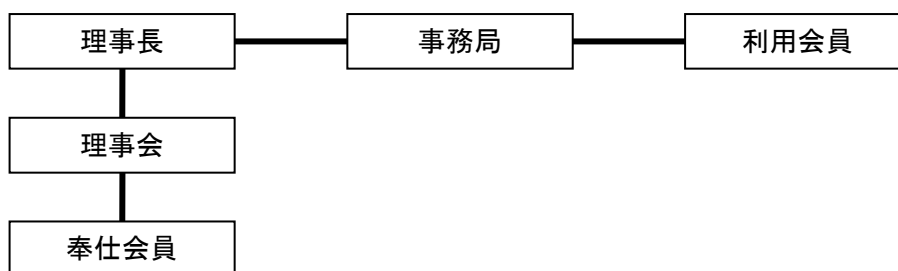 理事長
事務局
利用会員
理事会
奉仕会員